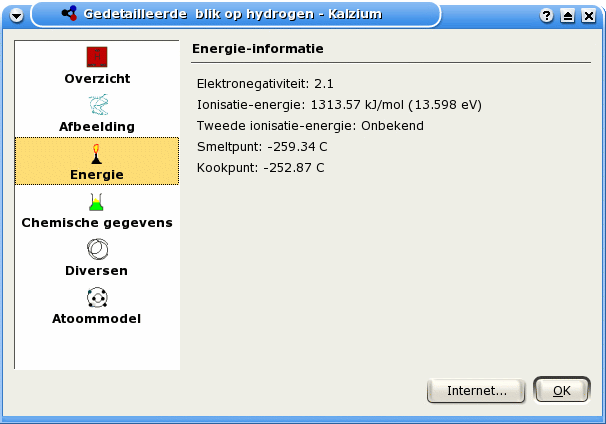 Gedetailleerde blik op hydrogen - Kalzium
Overzicht
Afbeelding
Energie
Chemische gegevens
Diversen
Atoommodel
Energie-informatie
Elektronegativiteit: 2.1
Ionisatie-energie: 1313.57 kJ/mol (13.598 eV)
Tweede ionisatie-energie: Onbekend
Smeltpunt: -259.34 C
Kookpunt: -252.87 C
Internet...
OK